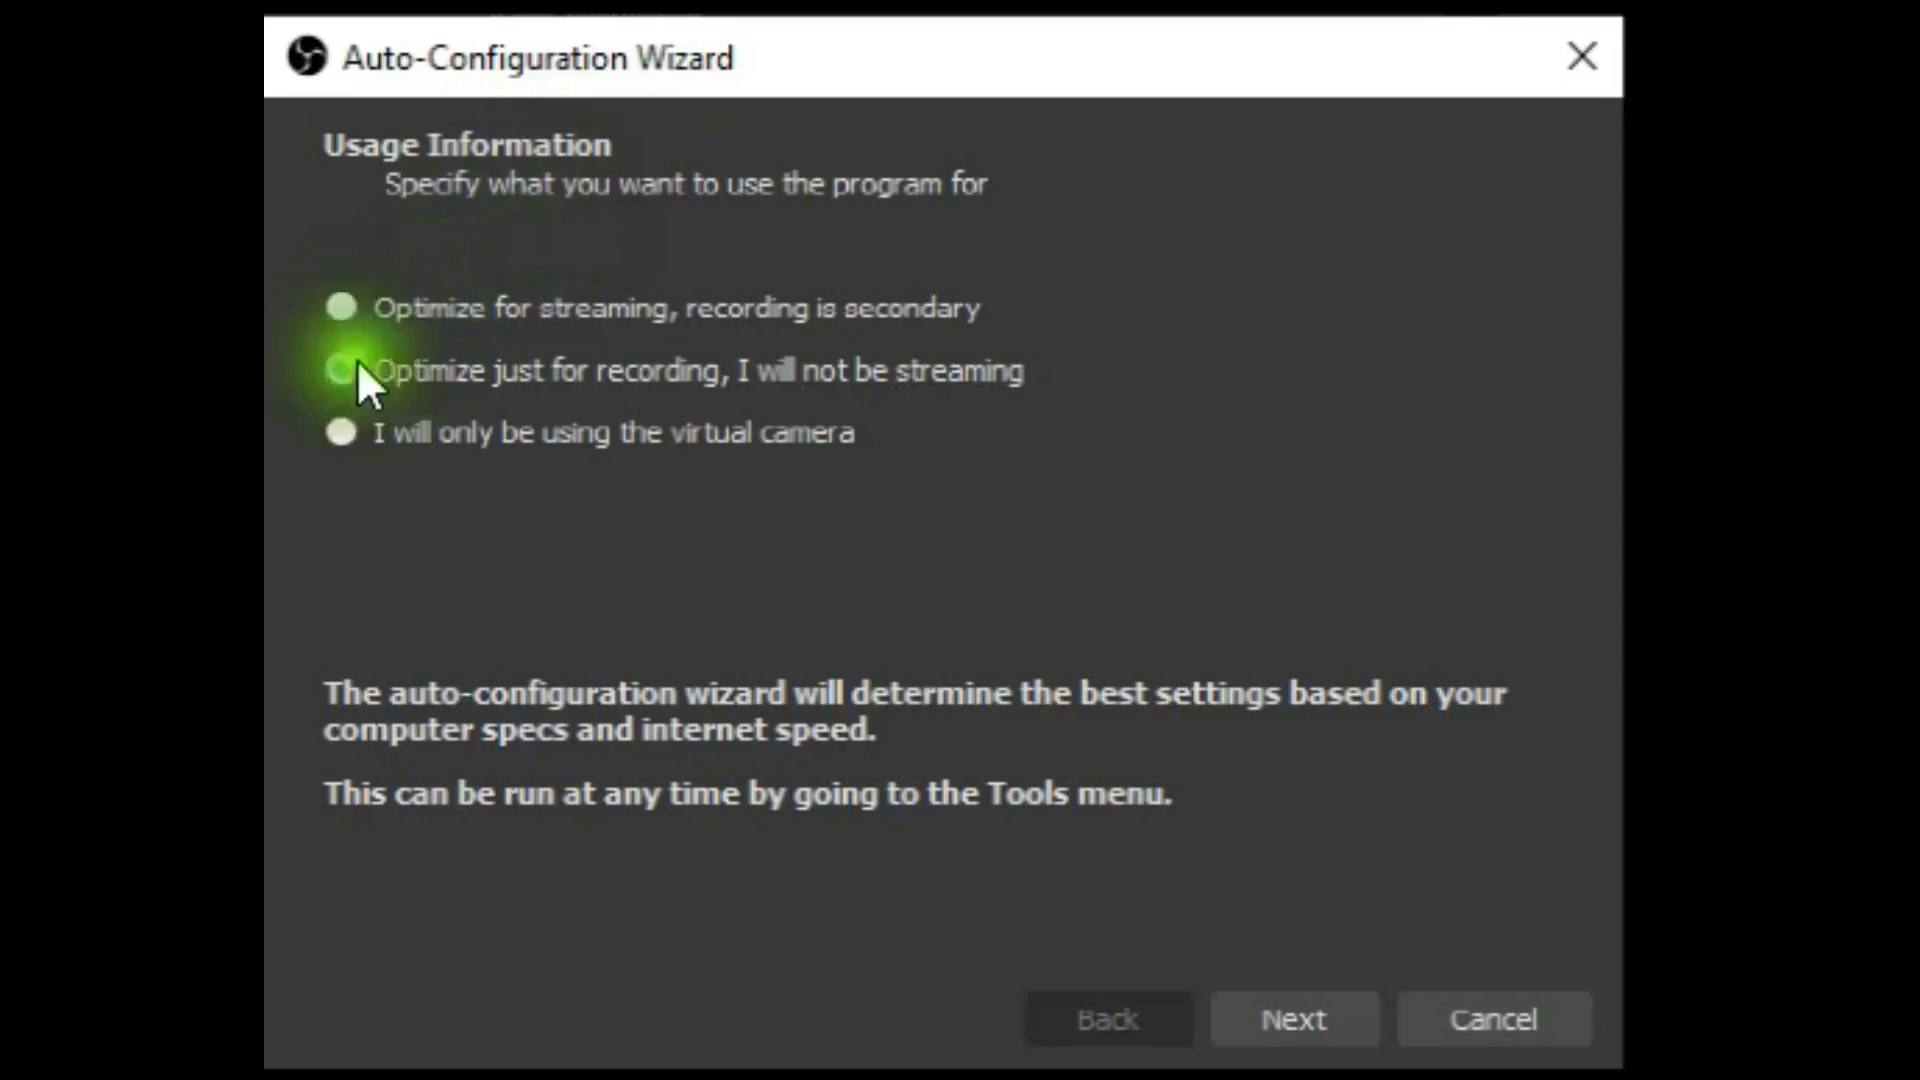 Auto-Configuration Wizard
Usage Information
Specify what you want to use the program for
Optimize for streaming, recording is secondary
Optimize just for recording, I will not be streaming
I will only be using the virtual camera
The auto-configuration wizard will determine the best settings based on your
computer specs and internet speed.
This can be run at any time by going to the Tools menu.
Back Next Cancel